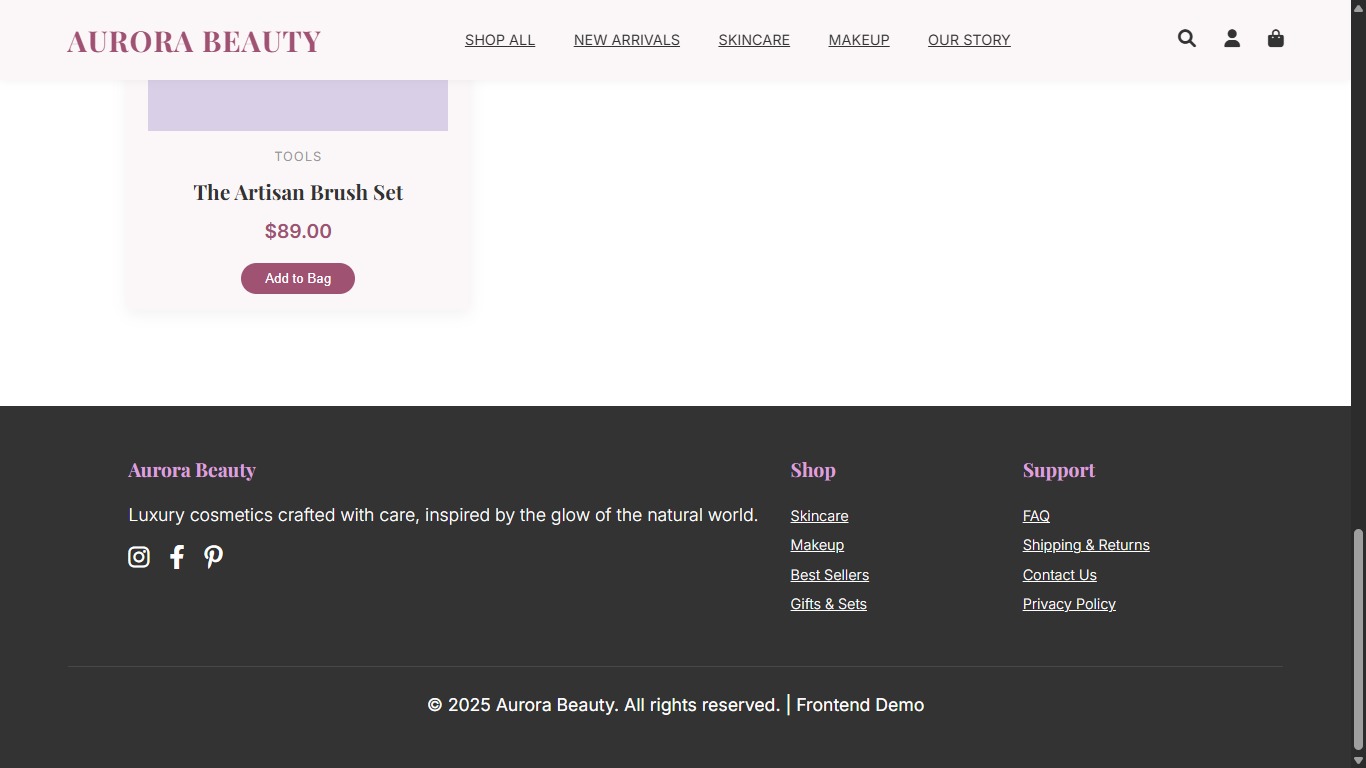 AURORA BEAUTY
SHOP ALL NEW ARRIVALS SKINCARE MAKEUP OUR STORY
TOOLS
The Artisan Brush Set
$89.00
Add to Bag
Aurora Beauty
Luxury cosmetics crafted with care, inspired by the glow of the natural world.
Shop
Skincare
Makeup
Best Sellers
Gifts & Sets
Support
FAQ
Shipping & Returns
Contact Us
Privacy Policy
© 2025 Aurora Beauty. All rights reserved. | Frontend Demo